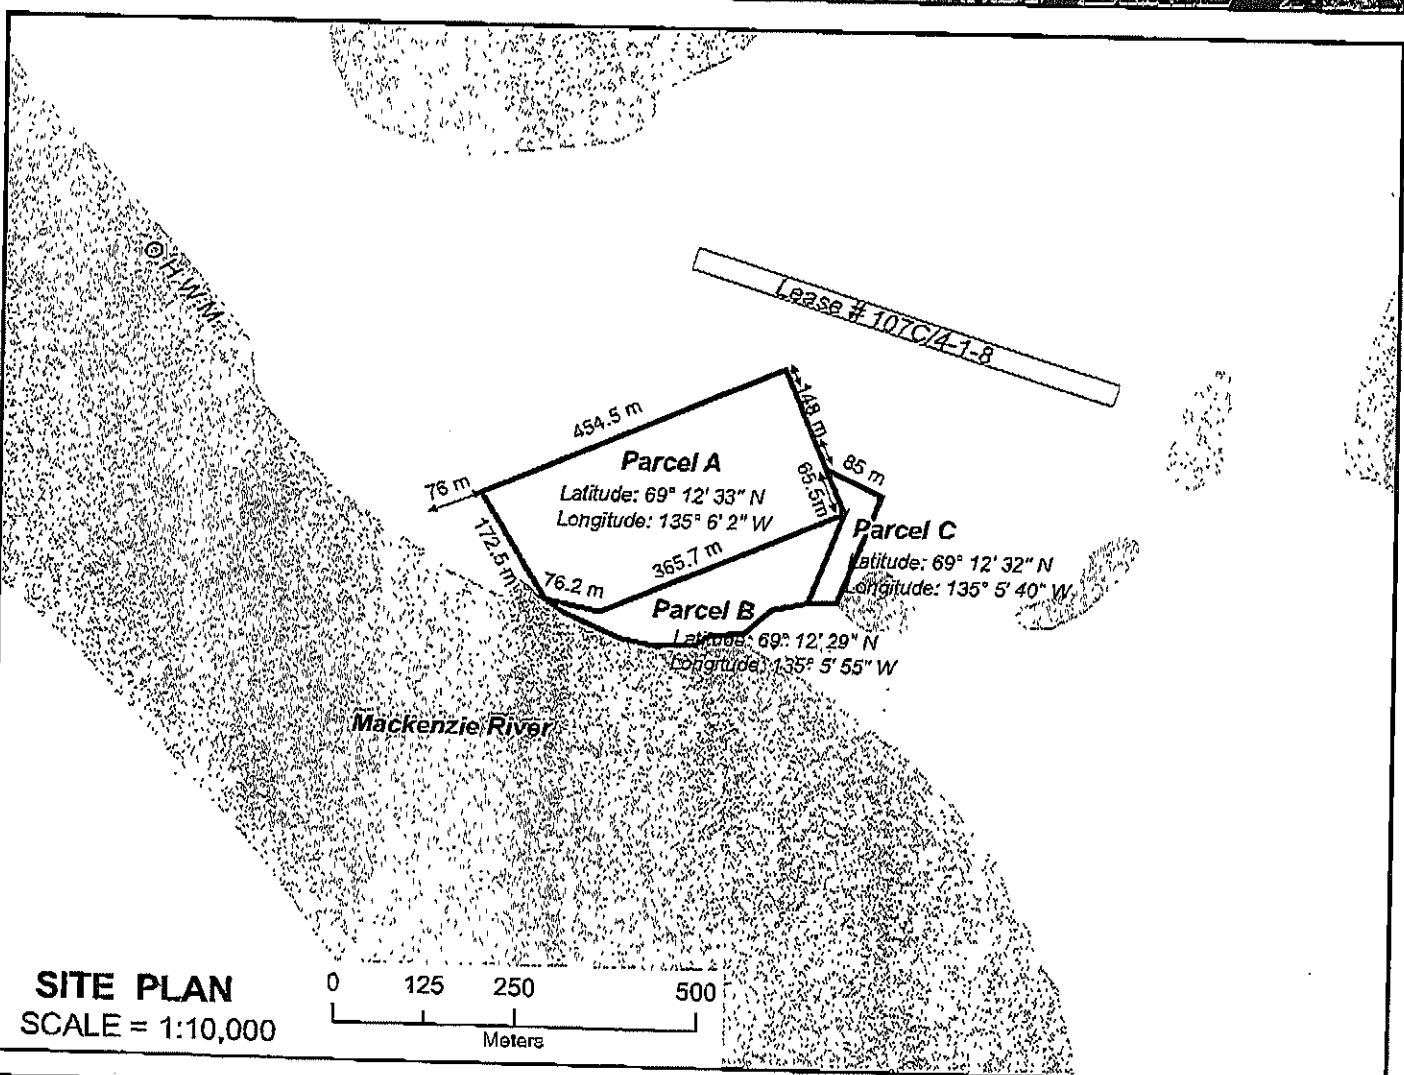 O.H.W.M.
Lease # 107C/4-1-8
454.5 m
148 m
Parcel A
85 m
76 m
Latitude: 69° 12' 33" N
Longitude: 135° 6' 2" W
65.5m
172.5 m
Parcel C
Latitude: 69° 12' 32" N
Longitude: 135° 5' 40" W
365.7 m
76.2 m
Parcel B
Latitude: 69° 12' 29" N
Longitude: 135° 5' 55" W
Mackenzie River
SITE PLAN
SCALE = 1:10,000
0 125 250 500
Meters